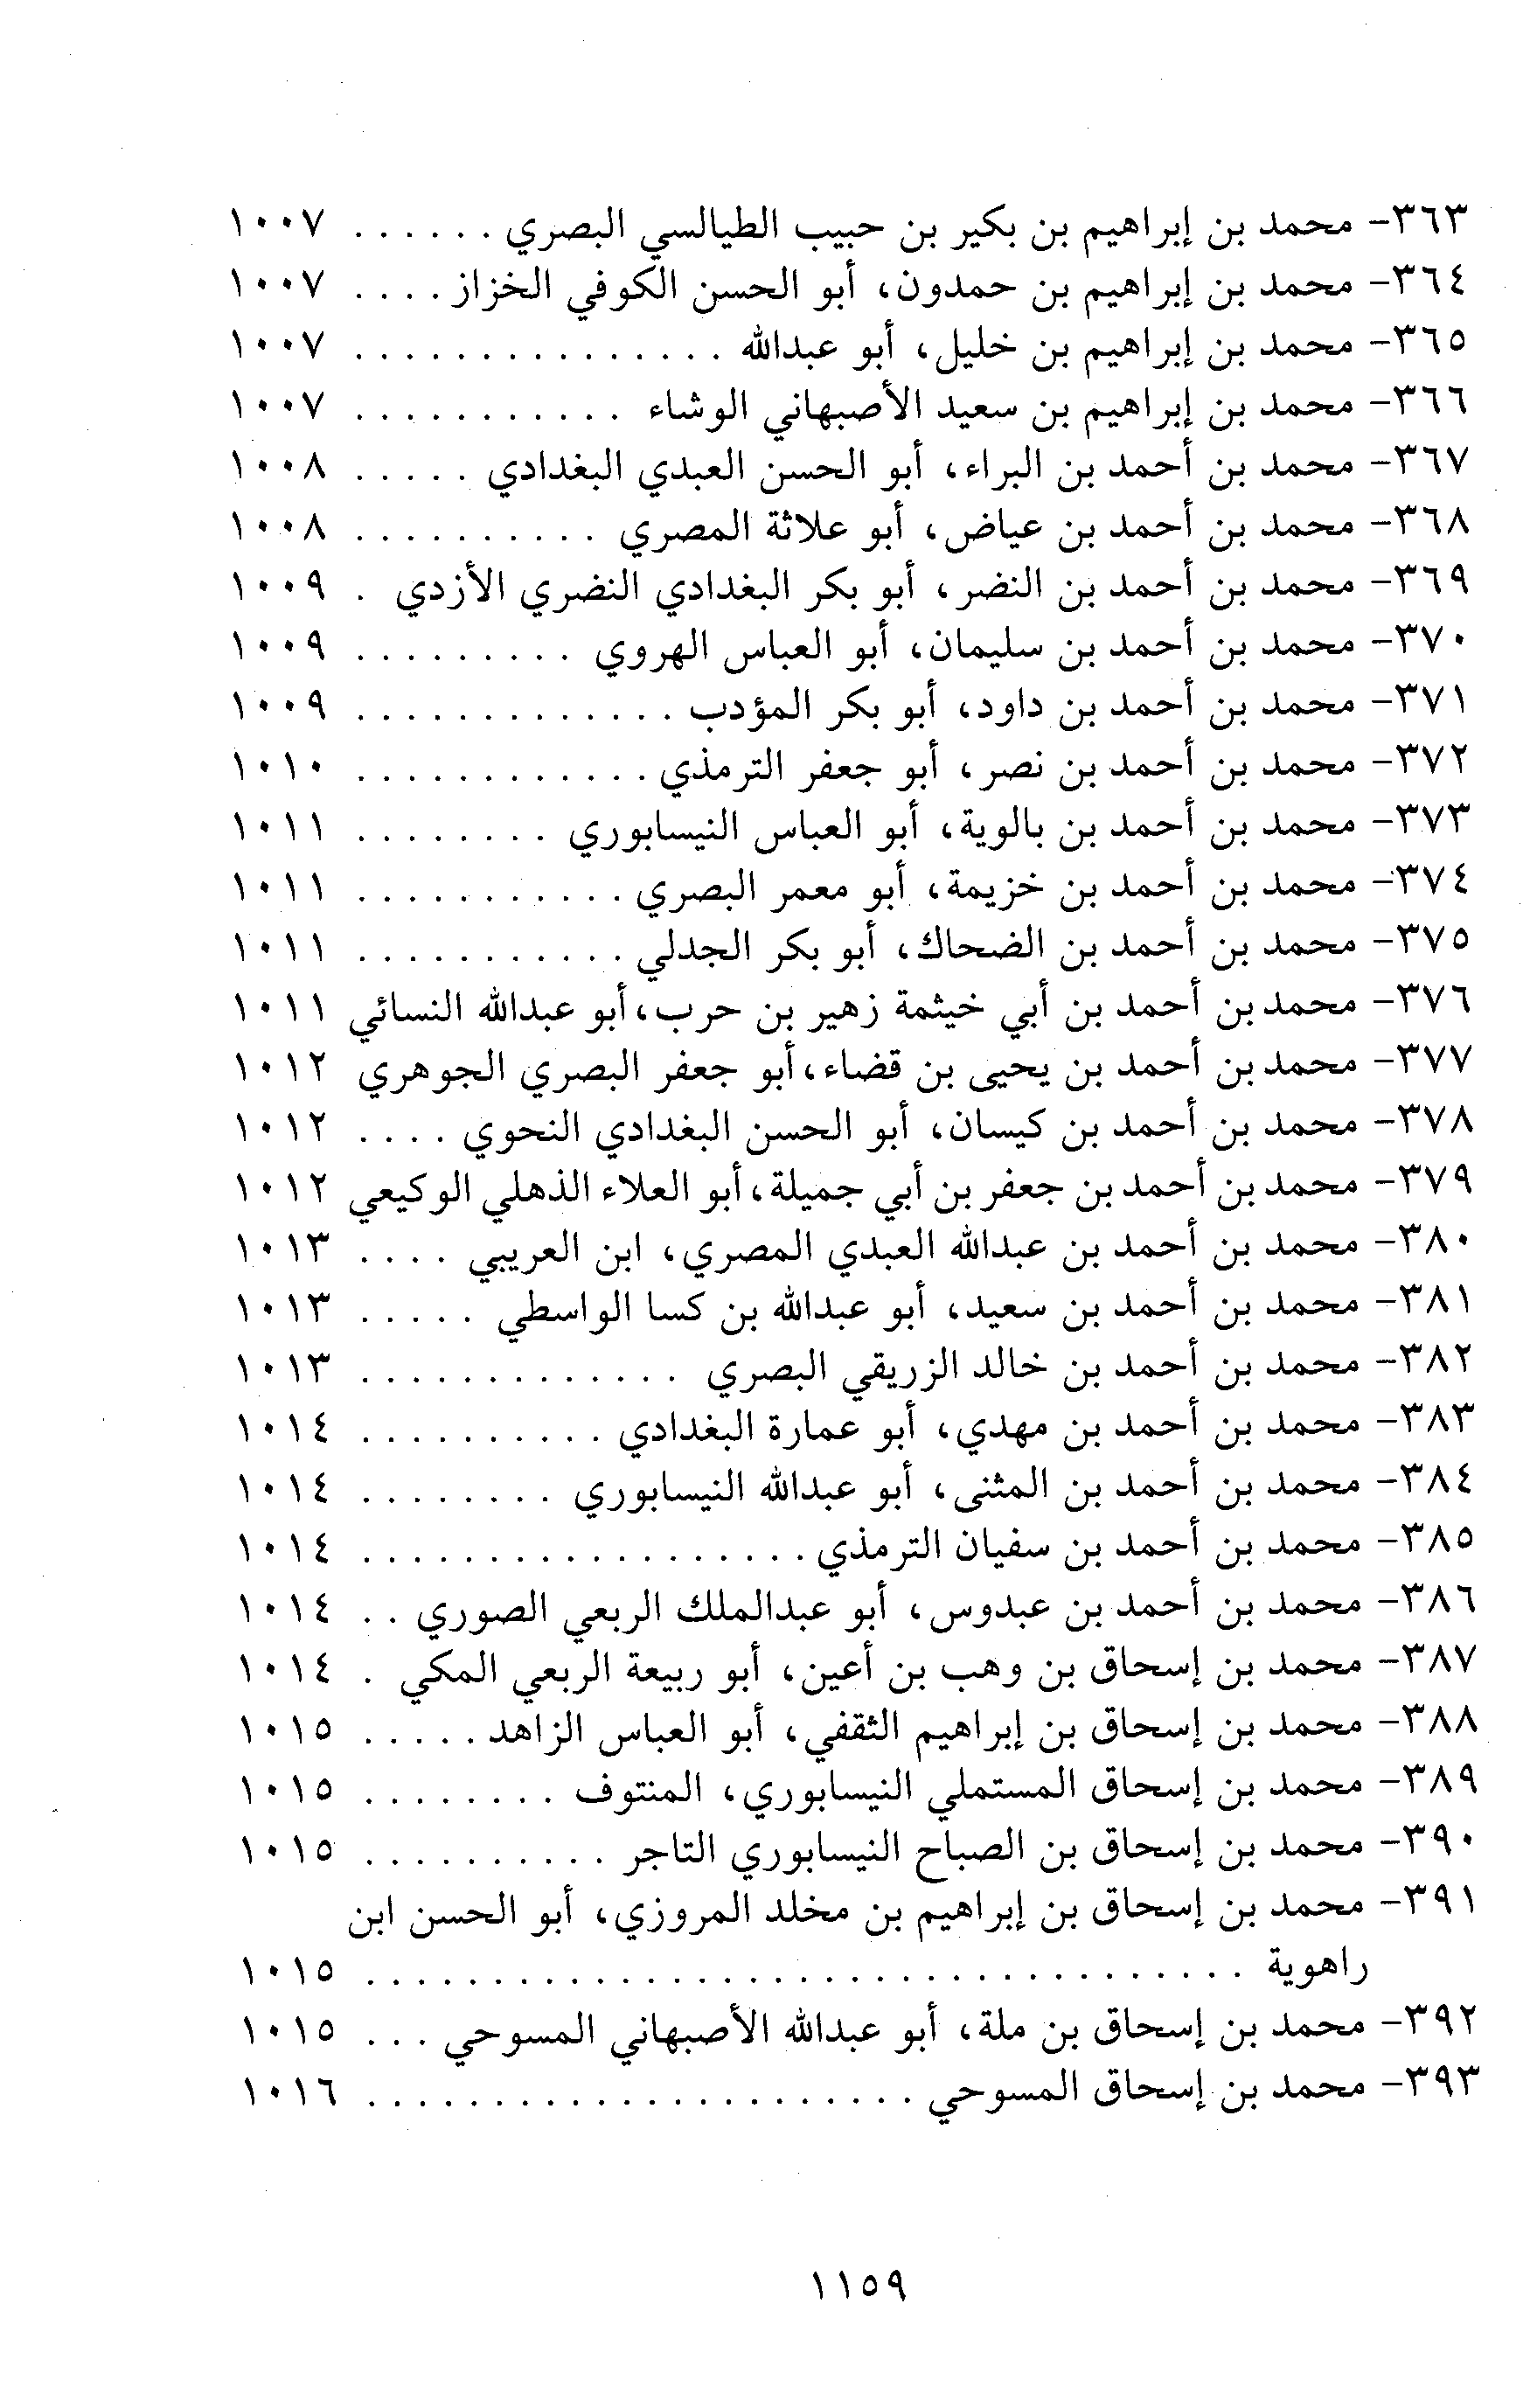 ٣٦٣- محمد بن إبراهيم بن بكير بن حبيب الطيالسي البصري . . . . . . ١٠٠٧
٣٦٤- محمد بن إبراهيم بن حمدون، أبو الحسن الكوفي الخزاز . . . . ١٠٠٧
٣٦٥- محمد بن إبراهيم بن خليل، أبو عبدالله . . . . . . . . . . . . . . . ١٠٠٧
٣٦٦- محمد بن إبراهيم بن سعيد الأصبهاني الوشاء . . . . . . . . . . . ١٠٠٧
٣٦٧- محمد بن أحمد بن البراء، أبو الحسن العبدي البغدادي . . . . . ١٠٠٨
٣٦٨- محمد بن أحمد بن عياض، أبو علاثة المصري . . . . . . . . . . ١٠٠٨
٣٦٩- محمد بن أحمد بن النضر، أبو بكر البغدادي النضري الأزدي . ١٠٠٩
٣٧٠- محمد بن أحمد بن سليمان، أبو العباس الهروي . . . . . . . . . ١٠٠٩
٣٧١- محمد بن أحمد بن داود، أبو بكر المؤدب . . . . . . . . . . . . . ١٠٠٩
٣٧٢- محمد بن أحمد بن نصر، أبو جعفر الترمذي . . . . . . . . . . . . ١٠١٠
٣٧٣- محمد بن أحمد بن بالوية، أبو العباس النيسابوري . . . . . . . . ١٠١١
٣٧٤- محمد بن أحمد بن خزيمة، أبو معمر البصري . . . . . . . . . . . ١٠١١
٣٧٥- محمد بن أحمد بن الضحاك، أبو بكر الجدلي . . . . . . . . . . . ١٠١١
٣٧٦- محمد بن أحمد بن أبي خيثمة زهير بن حرب، أبو عبدالله النسائي ١٠١١
٣٧٧- محمد بن أحمد بن يحيى بن قضاء، أبو جعفر البصري الجوهري ١٠١٢
٣٧٨- محمد بن أحمد بن كيسان، أبو الحسن البغدادي النحوي . . . . ١٠١٢
٣٧٩- محمد بن أحمد بن جعفر بن أبي جميلة، أبو العلاء الذهلي الوكيعي ١٠١٢
٣٨٠- محمد بن أحمد بن عبدالله العبدي المصري، ابن العريبي . . . . ١٠١٣
٣٨١- محمد بن أحمد بن سعيد، أبو عبدالله بن كسا الواسطي . . . . . ١٠١٣
٣٨٢- محمد بن أحمد بن خالد الزريقي البصري . . . . . . . . . . . . . ١٠١٣
٣٨٣- محمد بن أحمد بن مهدي، أبو عمارة البغدادي . . . . . . . . . . ١٠١٤
٣٨٤- محمد بن أحمد بن المثنى، أبو عبدالله النيسابوري . . . . . . . . ١٠١٤
٣٨٥- محمد بن أحمد بن سفيان الترمذي . . . . . . . . . . . . . . . . . . ١٠١٤
٣٨٦- محمد بن أحمد بن عبدوس، أبو عبدالملك الربعي الصوري . . ١٠١٤
٣٨٧- محمد بن إسحاق بن وهب بن أعين، أبو ربيعة الربعي المكي . ١٠١٤
٣٨٨- محمد بن إسحاق بن إبراهيم الثقفي، أبو العباس الزاهد . . . . . ١٠١٥
٣٨٩- محمد بن إسحاق المستملي النيسابوري، المنتوف . . . . . . . . ١٠١٥
٣٩٠- محمد بن إسحاق بن الصباح النيسابوري التاجر . . . . . . . . . . ١٠١٥
٣٩١- محمد بن إسحاق بن إبراهيم بن مخلد المروزي، أبو الحسن ابن
راهوية . . . . . . . . . . . . . . . . . . . . . . . . . . . . . . . . . . . ١٠١٥
٣٩٢- محمد بن إسحاق بن ملة، أبو عبدالله الأصبهاني المسوحي . . . ١٠١٥
٣٩٣- محمد بن إسحاق المسوحي . . . . . . . . . . . . . . . . . . . . . . ١٠١٦
١١٥٩